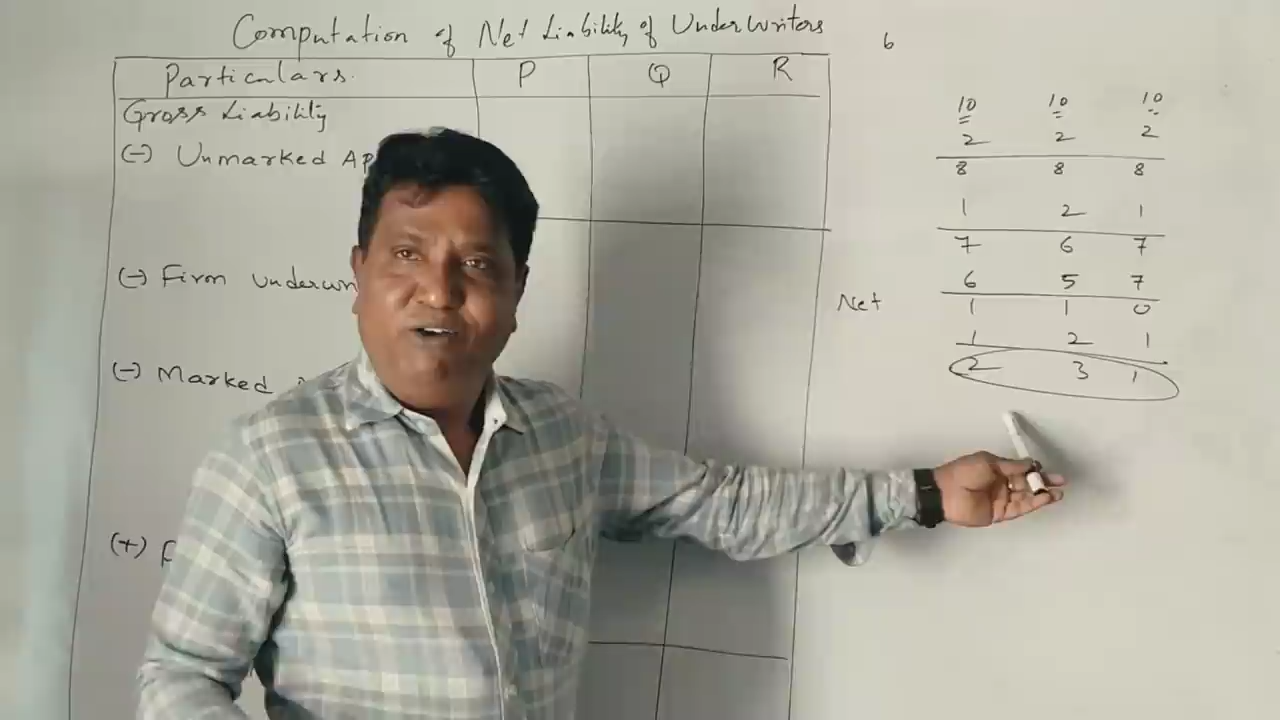 Computation of Net Liability of Underwriters
6
Particulars. P Q R
Gross Liability
(-) Unmarked Ap
(-) Firm Underwr
(-) Marked
(+) F
10 10 10
2 2 2
8 8 8
1 2 1
7 6 7
6 5 7
Net 1 1 0
1 2 1
2 3 1